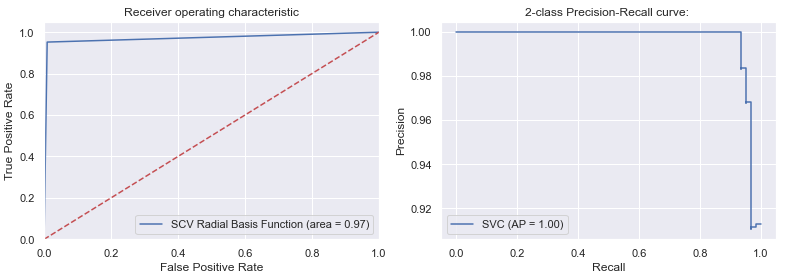 Receiver operating characteristic
True Positive Rate
1.0
0.8
0.6
0.4
0.2
0.0
0.0 0.2 0.4 0.6 0.8 1.0
False Positive Rate
SCV Radial Basis Function (area = 0.97)
2-class Precision-Recall curve:
Precision
1.00
0.98
0.96
0.94
0.92
0.0 0.2 0.4 0.6 0.8 1.0
Recall
SVC (AP = 1.00)